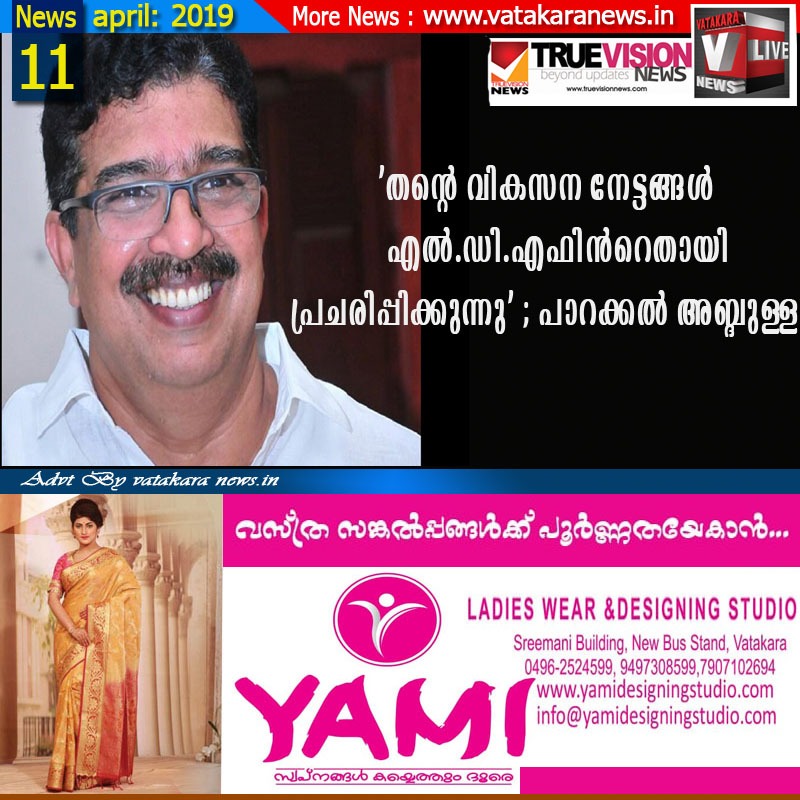 News april: 2019
11
More News : www.vatakaranews.in
TRUEVISION
NEWS
beyond updates
www.truevisionnews.com
TRUEVISION
NEWS
VATAKARA
V LIVE
NEWS
'തന്റെ വികസന നേട്ടങ്ങൾ
എൽ.ഡി.എഫിൻറെതായി
പ്രചരിപ്പിക്കുന്നു' ; പാറക്കൽ അബ്ദുള്ള
Advt By vatakara news.in
വസ്ത്ര സങ്കൽപ്പങ്ങൾക്ക് പൂർണ്ണതയേകാൻ...
LADIES WEAR &DESIGNING STUDIO
Sreemani Building, New Bus Stand, Vatakara
0496-2524599, 9497308599,7907102694
www.yamidesigningstudio.com
info@yamidesigningstudio.com
YAMI
സ്വപ്നങ്ങൾ കയ്യെത്തും ദൂരെ